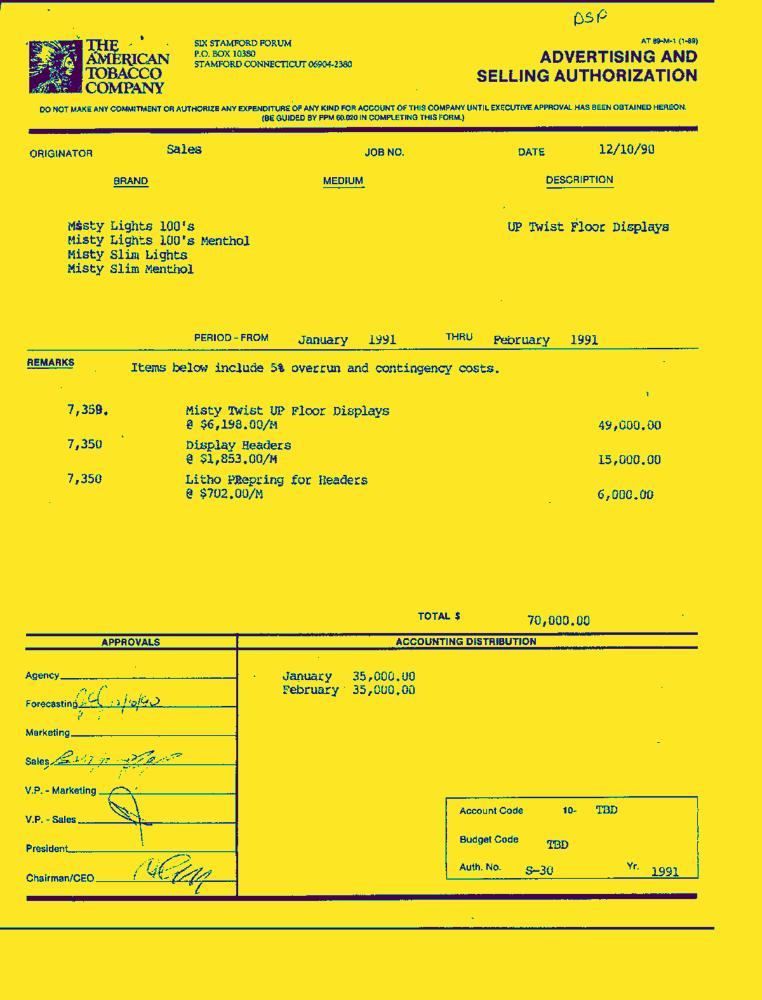 DSP
THE AMERICAN TOBACCO COMPANY
SIX STAMFORD FORUM
P.O. BOX 10380
STAMFORD CONNECTICUT 06904-2380
AT 89-M-1 (1-89)
ADVERTISING AND
SELLING AUTHORIZATION
DO NOT MAKE ANY COMMITMENT OR AUTHORIZE ANY EXPENDITURE OF ANY KIND FOR ACCOUNT OF THIS COMPANY UNTIL EXECUTIVE APPROVAL HAS BEEN OBTAINED HEREON.
(BE GUIDED BY PPM 60.020 IN COMPLETING THIS FORM.)
ORIGINATOR Sales JOB NO. DATE 12/10/90
BRAND MEDIUM DESCRIPTION
Misty Lights 100's UP Twist Floor Displays
Misty Lights 100's Menthol
Misty Slim Lights
Misty Slim Menthol
PERIOD - FROM January 1991 THRU February 1991
REMARKS Items below include 5% overrun and contingency costs.
7,350. Misty Twist UP Floor Displays
@ $6,198.00/M 49,000.00
7,350 Display Headers
@ $1,853.00/M 15,000.00
7,350 Litho PRepring for Headers
@ $702.00/M 6,000.00
TOTAL $ 70,000.00
APPROVALS ACCOUNTING DISTRIBUTION
Agency
January 35,000.00
February 35,000.00
Forecasting 12/10/90
Marketing
Sales
V.P. - Marketing
V.P. - Sales
President
Chairman/CEO
Account Code 10- TBD
Budget Code TBD
Auth. No. S-30 Yr. 1991